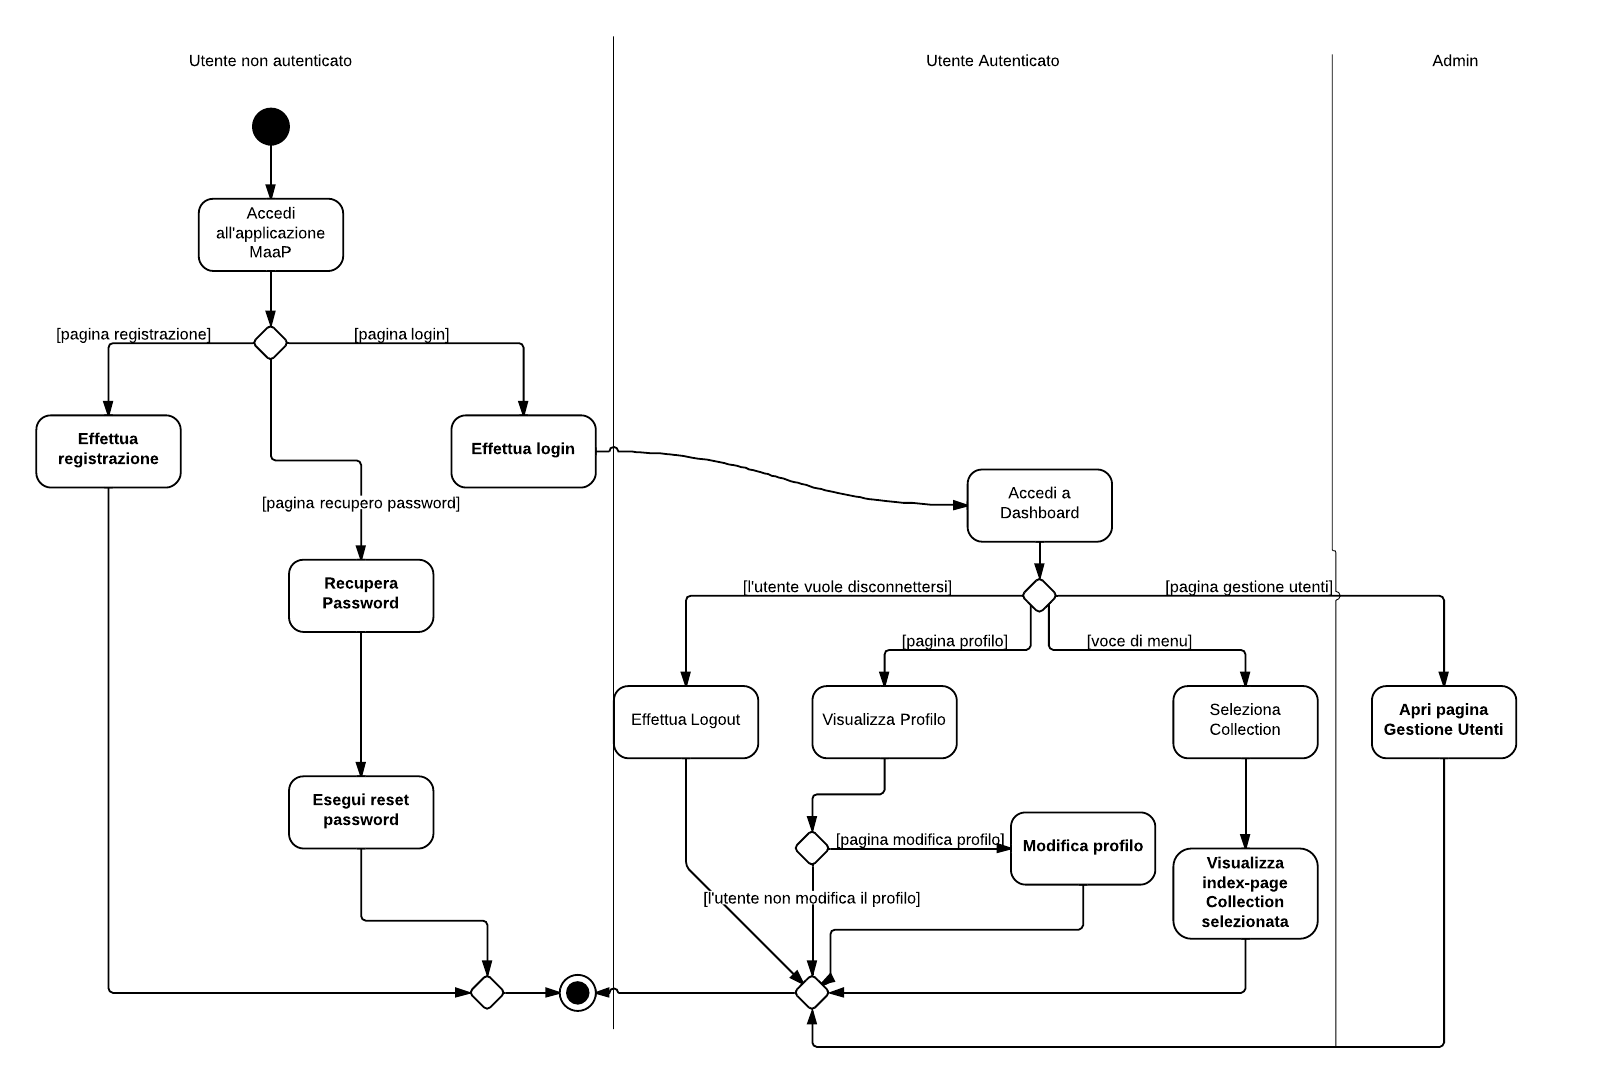 Utente non autenticato
Utente Autenticato
Admin
Accedi
all'applicazione
MaaP
[pagina registrazione]
[pagina login]
Effettua
registrazione
Effettua login
[pagina recupero password]
Accedi a
Dashboard
Recupera
Password
[l'utente vuole disconnettersi]
[pagina gestione utenti]
[pagina profilo]
[voce di menu]
Effettua Logout
Visualizza Profilo
Seleziona
Collection
Apri pagina
Gestione Utenti
Esegui reset
password
[pagina modifica profilo]
Modifica profilo
[l'utente non modifica il profilo]
Visualizza
index-page
Collection
selezionata